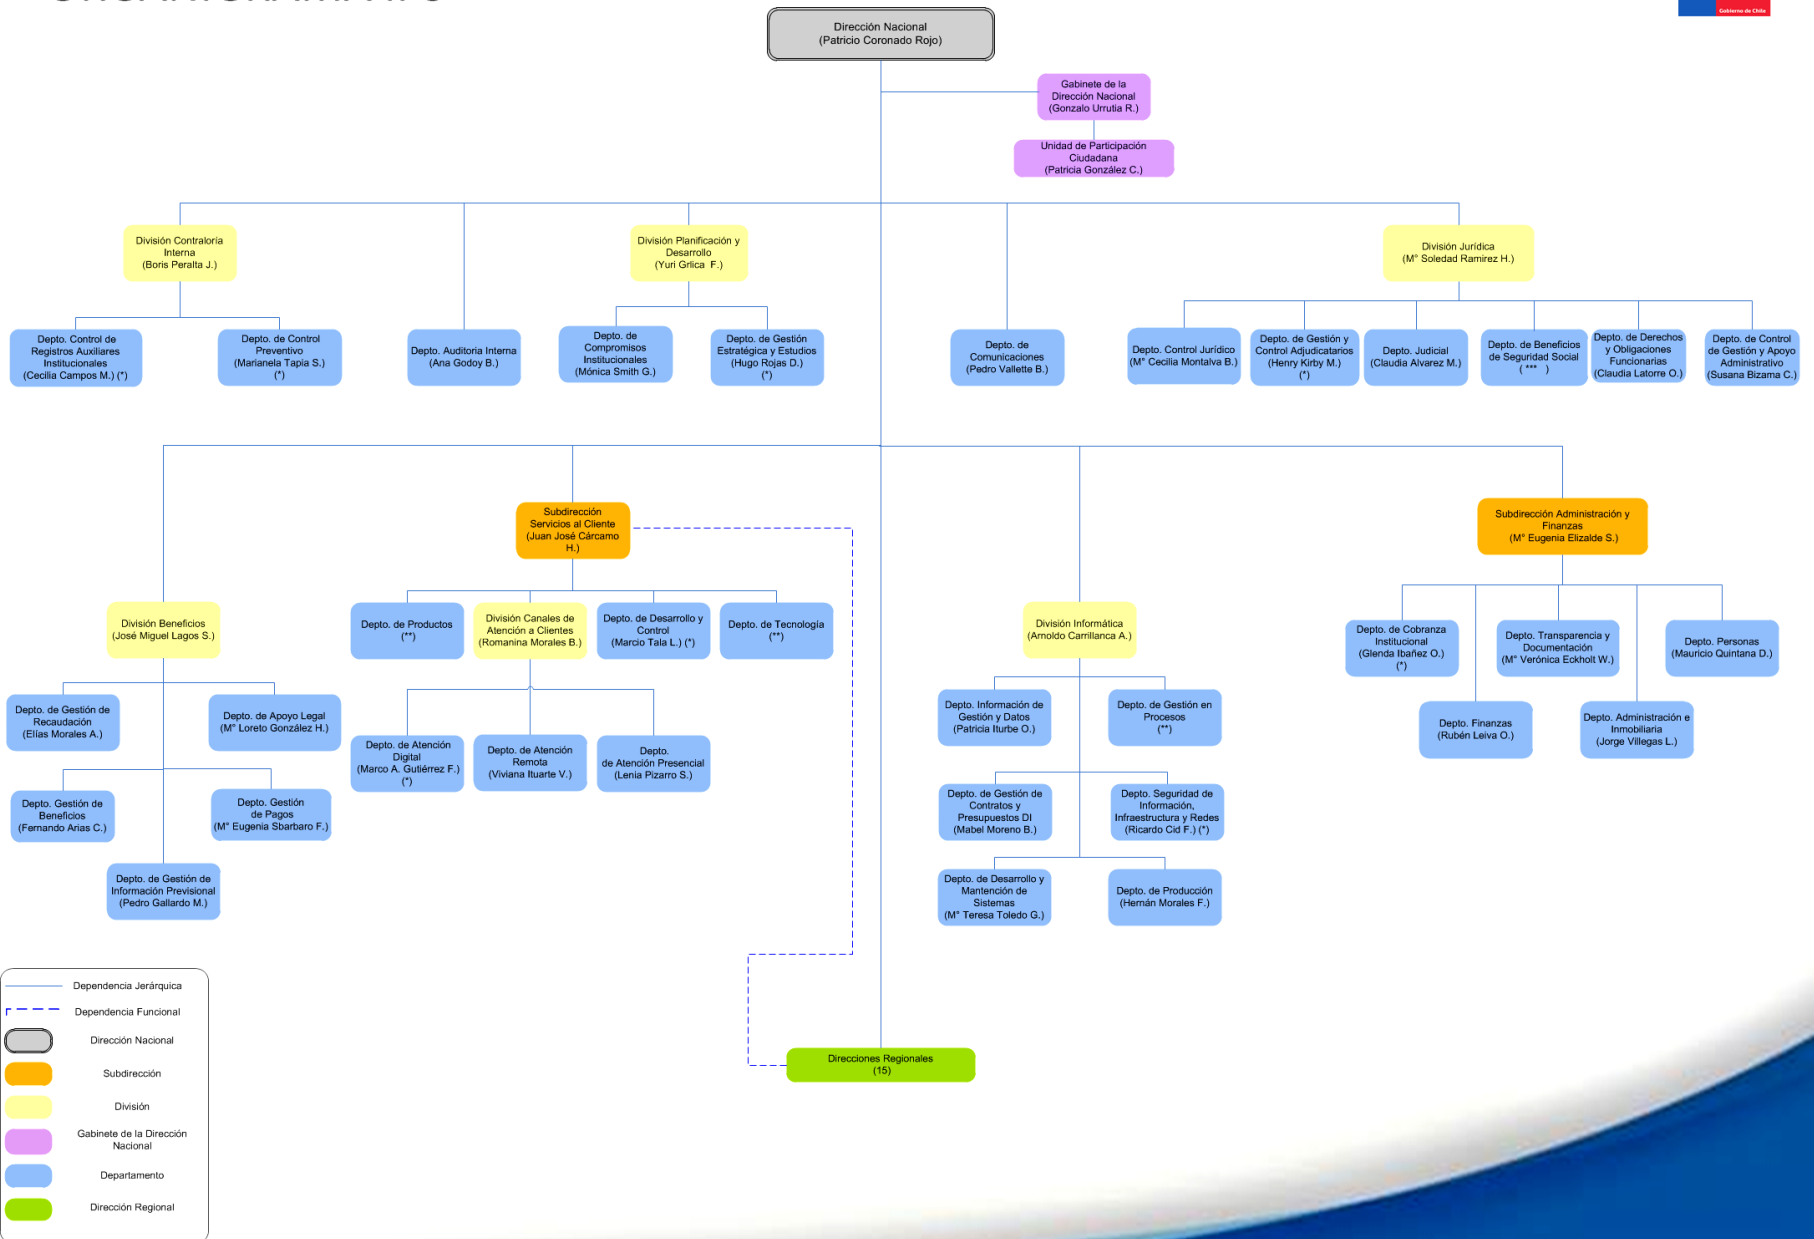 Gobierno de Chile
Dirección Nacional
(Patricio Coronado Rojo)
Gabinete de la
Dirección Nacional
(Gonzalo Urrutia R.)
Unidad de Participación
Ciudadana
(Patricia González C.)
División Contraloría
Interna
(Boris Peralta J.)
División Planificación y
Desarrollo
(Yuri Grlica F.)
División Jurídica
(M° Soledad Ramirez H.)
Depto. Control de
Registros Auxiliares
Institucionales
(Cecilia Campos M.) (*)
Depto. de Control
Preventivo
(Marianela Tapia S.)
(*)
Depto. Auditoria Interna
(Ana Godoy B.)
Depto. de
Compromisos
Institucionales
(Mónica Smith G.)
Depto. de Gestión
Estratégica y Estudios
(Hugo Rojas D.)
(*)
Depto. de
Comunicaciones
(Pedro Vallette B.)
Depto. Control Jurídico
(M° Cecilia Montalva B.)
Depto. de Gestión y
Control Adjudicatarios
(Henry Kirby M.)
(*)
Depto. Judicial
(Claudia Alvarez M.)
Depto. de Beneficios
de Seguridad Social
( *** )
Depto. de Derechos
y Obligaciones
Funcionarias
(Claudia Latorre O.)
Depto. de Control
de Gestión y Apoyo
Administrativo
(Susana Bizama C.)
Subdirección
Servicios al Cliente
(Juan José Cárcamo
H.)
Subdirección Administración y
Finanzas
(M° Eugenia Elizalde S.)
División Beneficios
(José Miguel Lagos S.)
Depto. de Productos
(**)
División Canales de
Atención a Clientes
(Romanina Morales B.)
Depto. de Desarrollo y
Control
(Marcio Tala L.) (*)
Depto. de Tecnología
(**)
División Informática
(Arnoldo Carrillanca A.)
Depto. de Cobranza
Institucional
(Glenda Ibañez O.)
(*)
Depto. Transparencia y
Documentación
(M° Verónica Eckholt W.)
Depto. Personas
(Mauricio Quintana D.)
Depto. de Gestión de
Recaudación
(Elías Morales A.)
Depto. de Apoyo Legal
(M° Loreto González H.)
Depto. de Atención
Digital
(Marco A. Gutiérrez F.)
(*)
Depto. de Atención
Remota
(Viviana Ituarte V.)
Depto.
de Atención Presencial
(Lenia Pizarro S.)
Depto. Información de
Gestión y Datos
(Patricia Iturbe O.)
Depto. de Gestión en
Procesos
(**)
Depto. Finanzas
(Rubén Leiva O.)
Depto. Administración e
Inmobiliaria
(Jorge Villegas L.)
Depto. Gestión de
Beneficios
(Fernando Arias C.)
Depto. Gestión
de Pagos
(M° Eugenia Sbarbaro F.)
Depto. de Gestión de
Contratos y
Presupuestos DI
(Mabel Moreno B.)
Depto. Seguridad de
Información,
Infraestructura y Redes
(Ricardo Cid F.) (*)
Depto. de Gestión de
Información Previsional
(Pedro Gallardo M.)
Depto. de Desarrollo y
Mantención de
Sistemas
(M° Teresa Toledo G.)
Depto. de Producción
(Hernán Morales F.)
Direcciones Regionales
(15)
Dependencia Jerárquica
Dependencia Funcional
Dirección Nacional
Subdirección
División
Gabinete de la Dirección
Nacional
Departamento
Dirección Regional